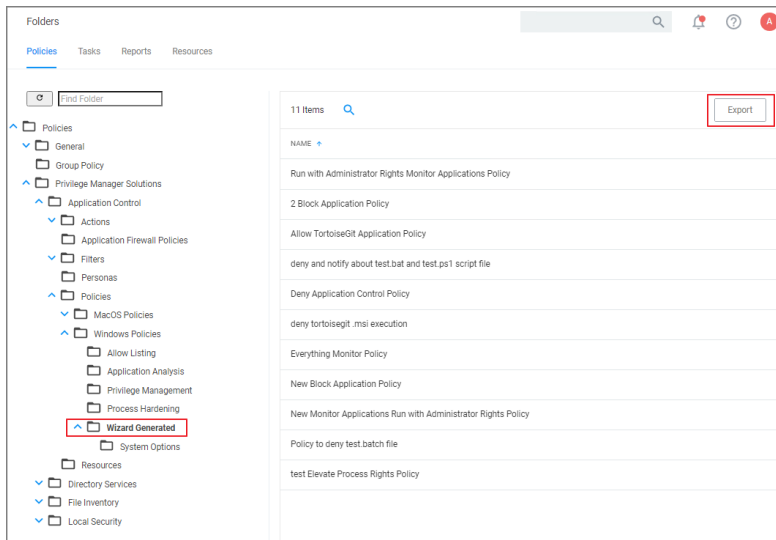 Folders
A
Policies Tasks Reports Resources
Find Folder
Policies
General
Group Policy
Privilege Manager Solutions
Application Control
Actions
Application Firewall Policies
Filters
Personas
Policies
MacOS Policies
Windows Policies
Allow Listing
Application Analysis
Privilege Management
Process Hardening
Wizard Generated
System Options
Resources
Directory Services
File Inventory
Local Security
11 Items
Export
NAME
Run with Administrator Rights Monitor Applications Policy
2 Block Application Policy
Allow TortoiseGit Application Policy
deny and notify about test.bat and test.ps1 script file
Deny Application Control Policy
deny tortoisegit .msi execution
Everything Monitor Policy
New Block Application Policy
New Monitor Applications Run with Administrator Rights Policy
Policy to deny test.batch file
test Elevate Process Rights Policy